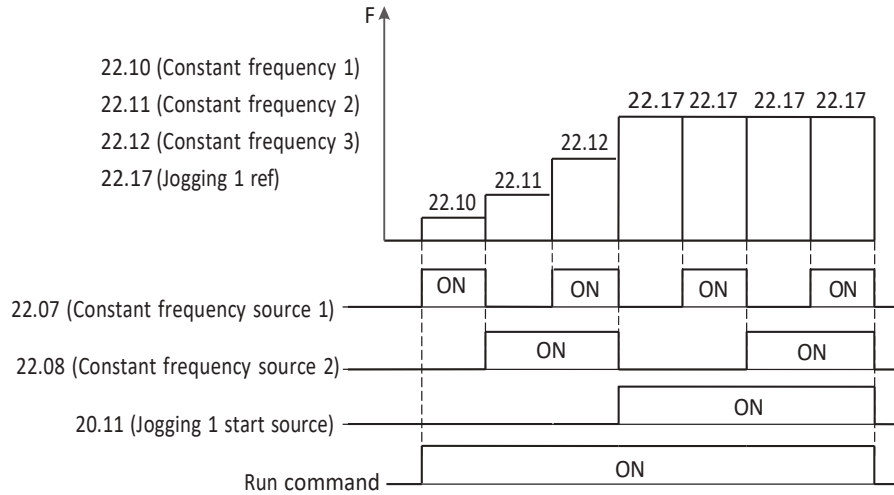 F
22.10 (Constant frequency 1)
22.11 (Constant frequency 2)
22.12 (Constant frequency 3)
22.17 (Jogging 1 ref)
22.17 22.17 22.17 22.17
22.12
22.11
22.10
22.07 (Constant frequency source 1)
ON ON ON ON
22.08 (Constant frequency source 2)
ON ON
20.11 (Jogging 1 start source)
ON
Run command
ON